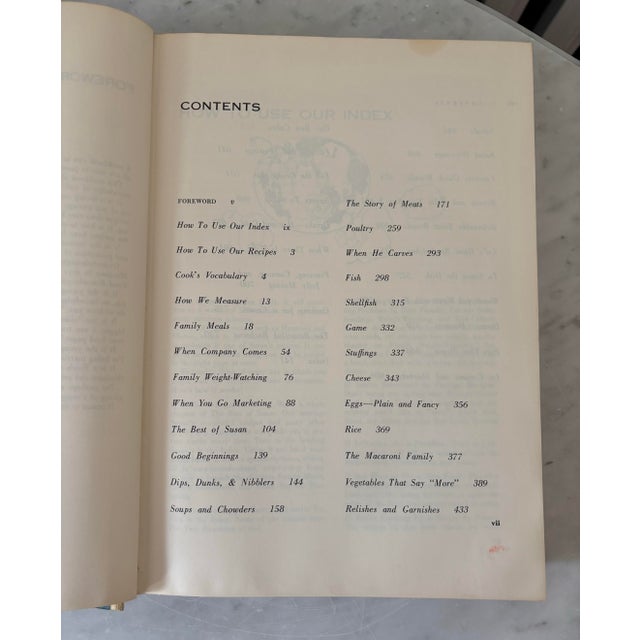 CONTENTS
HOW TO USE OUR INDEX
FOREWORD v
How To Use Our Index ix
How To Use Our Recipes 3
Cook's Vocabulary 4
How We Measure 13
Family Meals 18
When Company Comes 54
Family Weight-Watching 76
When You Go Marketing 88
The Best of Susan 104
Good Beginnings 139
Dips, Dunks, & Nibblers 144
Soups and Chowders 158
The Story of Meats 171
Poultry 259
When He Carves 293
Fish 298
Shellfish 315
Game 332
Stuffings 337
Cheese 343
Eggs—Plain and Fancy 356
Rice 369
The Macaroni Family 377
Vegetables That Say "More" 389
Relishes and Garnishes 433
vii